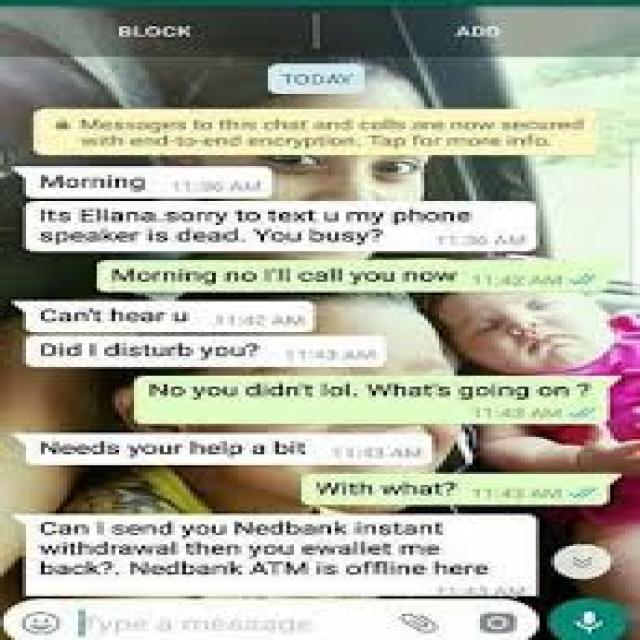 BLOCK
ADD
TODAY
Messages to this chat and calls are now secured
with end-to-end encryption. Tap for more info.
Morning 11:36 AM
Its Eliana.sorry to text u my phone
speaker is dead. You busy? 11:36 AM
Morning no I'll call you now 11:42 AM
Can't hear u 11:42 AM
Did I disturb you? 11:43 AM
No you didn't lol. What's going on ?
11:43 AM
Needs your help a bit 11:43 AM
With what? 11:43 AM
Can I send you Nedbank instant
withdrawal then you ewallet me
back?. Nedbank ATM is offline here
11:43 AM
Type a message